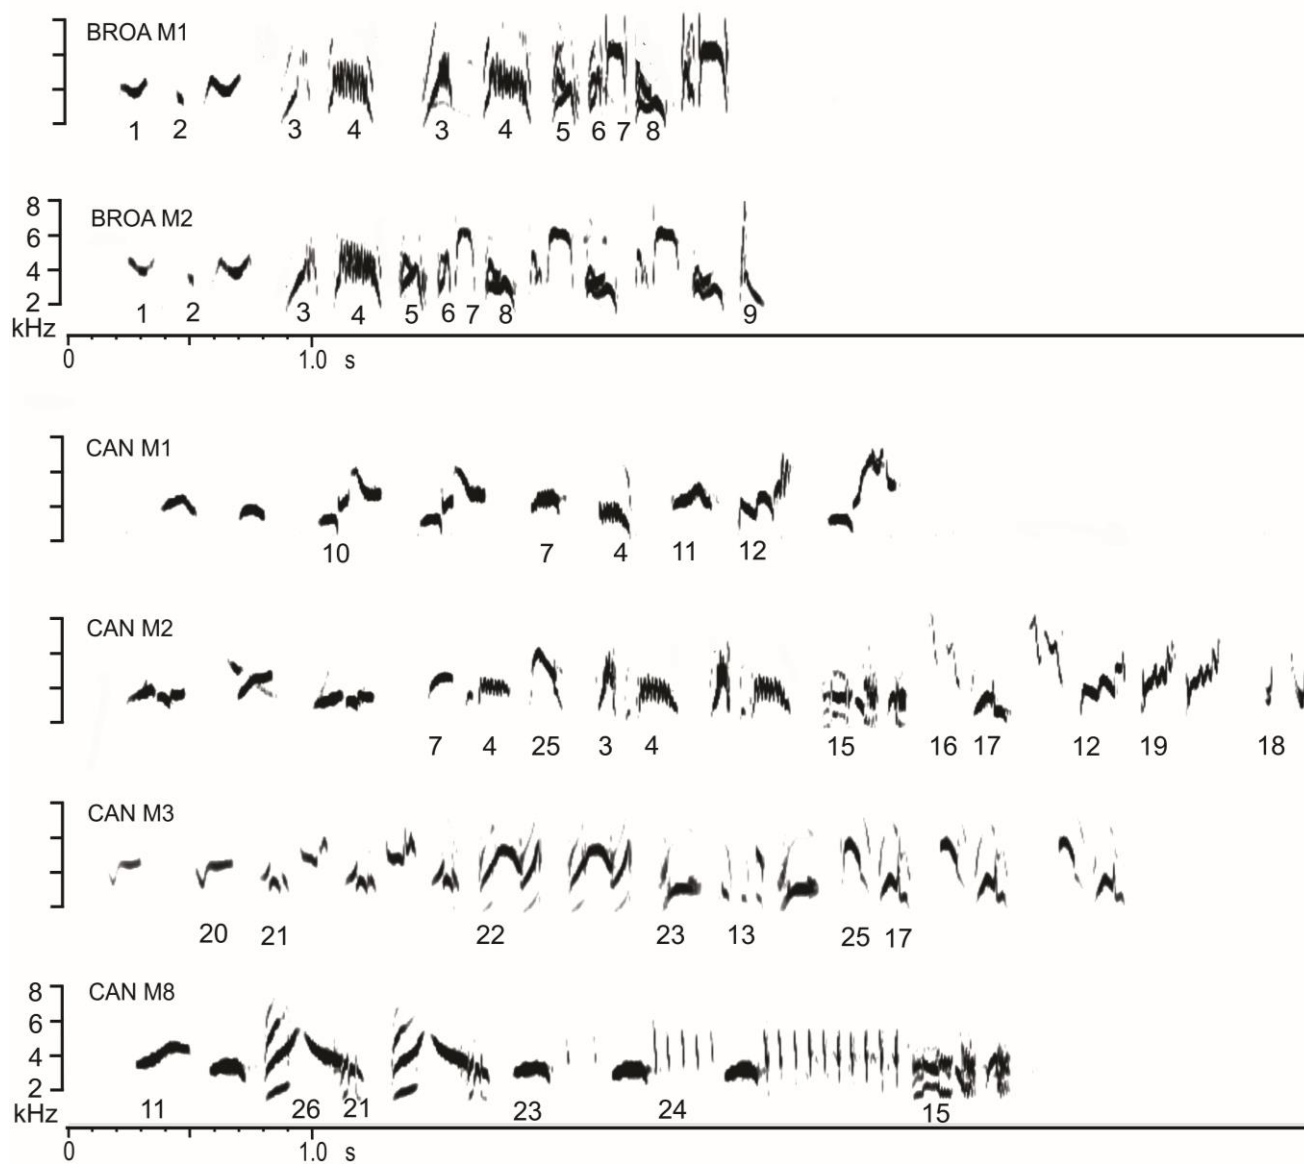 BROA M1
1 2 3 4 3 4 5 6 7 8
8
BROA M2
6
4
2
1 2 3 4 5 6 7 8 9
kHz
0 1.0 s
CAN M1
10 7 4 11 12
CAN M2
7 4 25 3 4 15 16 17 12 19 18
CAN M3
20 21 22 23 13 25 17
8
CAN M8
6
4
2
11 26 21 23 24 15
kHz
0 1.0 s